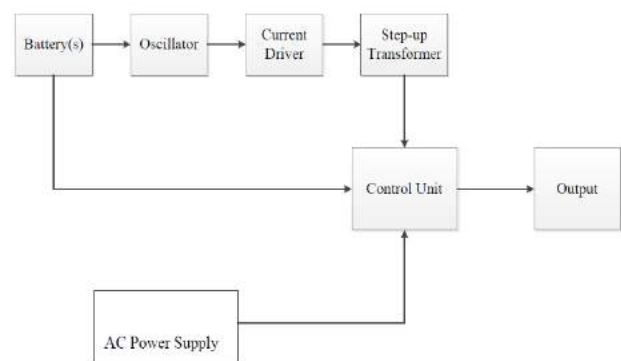 Battery(s)
Oscillator
Current
Driver
Step-up
Transformer
Control Unit
Output
AC Power Supply